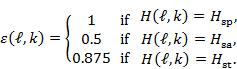 ε(ℓ,k) = { 1 if H(ℓ,k) = H_sp,
0.5 if H(ℓ,k) = H_sa,
0.875 if H(ℓ,k) = H_st.